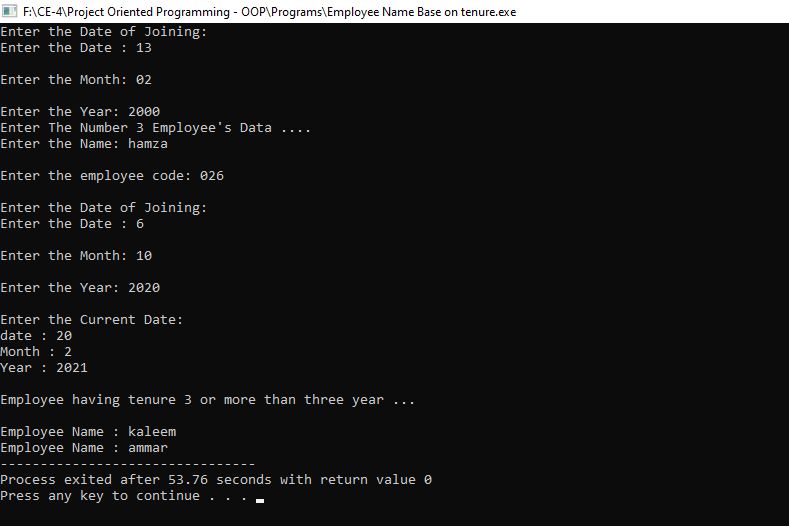 F:\CE-4\Project Oriented Programming - OOP\Programs\Employee Name Base on tenure.exe
Enter the Date of Joining:
Enter the Date : 13
Enter the Month: 02
Enter the Year: 2000
Enter The Number 3 Employee's Data ....
Enter the Name: hamza
Enter the employee code: 026
Enter the Date of Joining:
Enter the Date : 6
Enter the Month: 10
Enter the Year: 2020
Enter the Current Date:
date : 20
Month : 2
Year : 2021
Employee having tenure 3 or more than three year ...
Employee Name : kaleem
Employee Name : ammar
--------------------------------
Process exited after 53.76 seconds with return value 0
Press any key to continue . . .